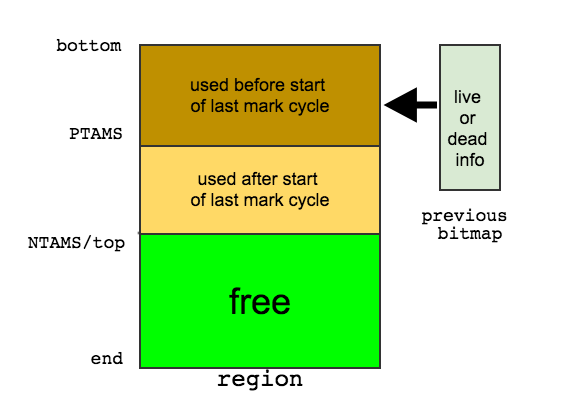 bottom
used before start
of last mark cycle
PTAMS
used after start
of last mark cycle
NTAMS/top
free
end
region
live
or
dead
info
previous
bitmap